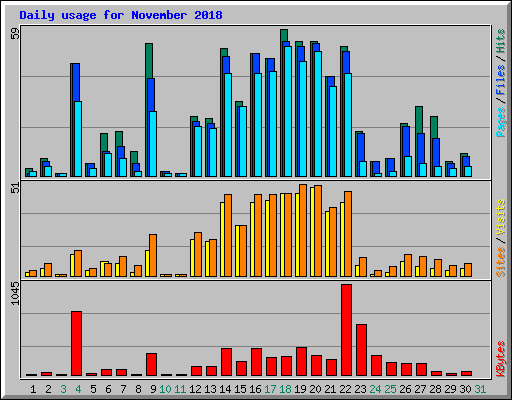 Daily usage for November 2018
59
Pages / Files / Hits
51
Sites / Visits
1045
KBytes
1 2 3 4 5 6 7 8 9 10 11 12 13 14 15 16 17 18 19 20 21 22 23 24 25 26 27 28 29 30 31